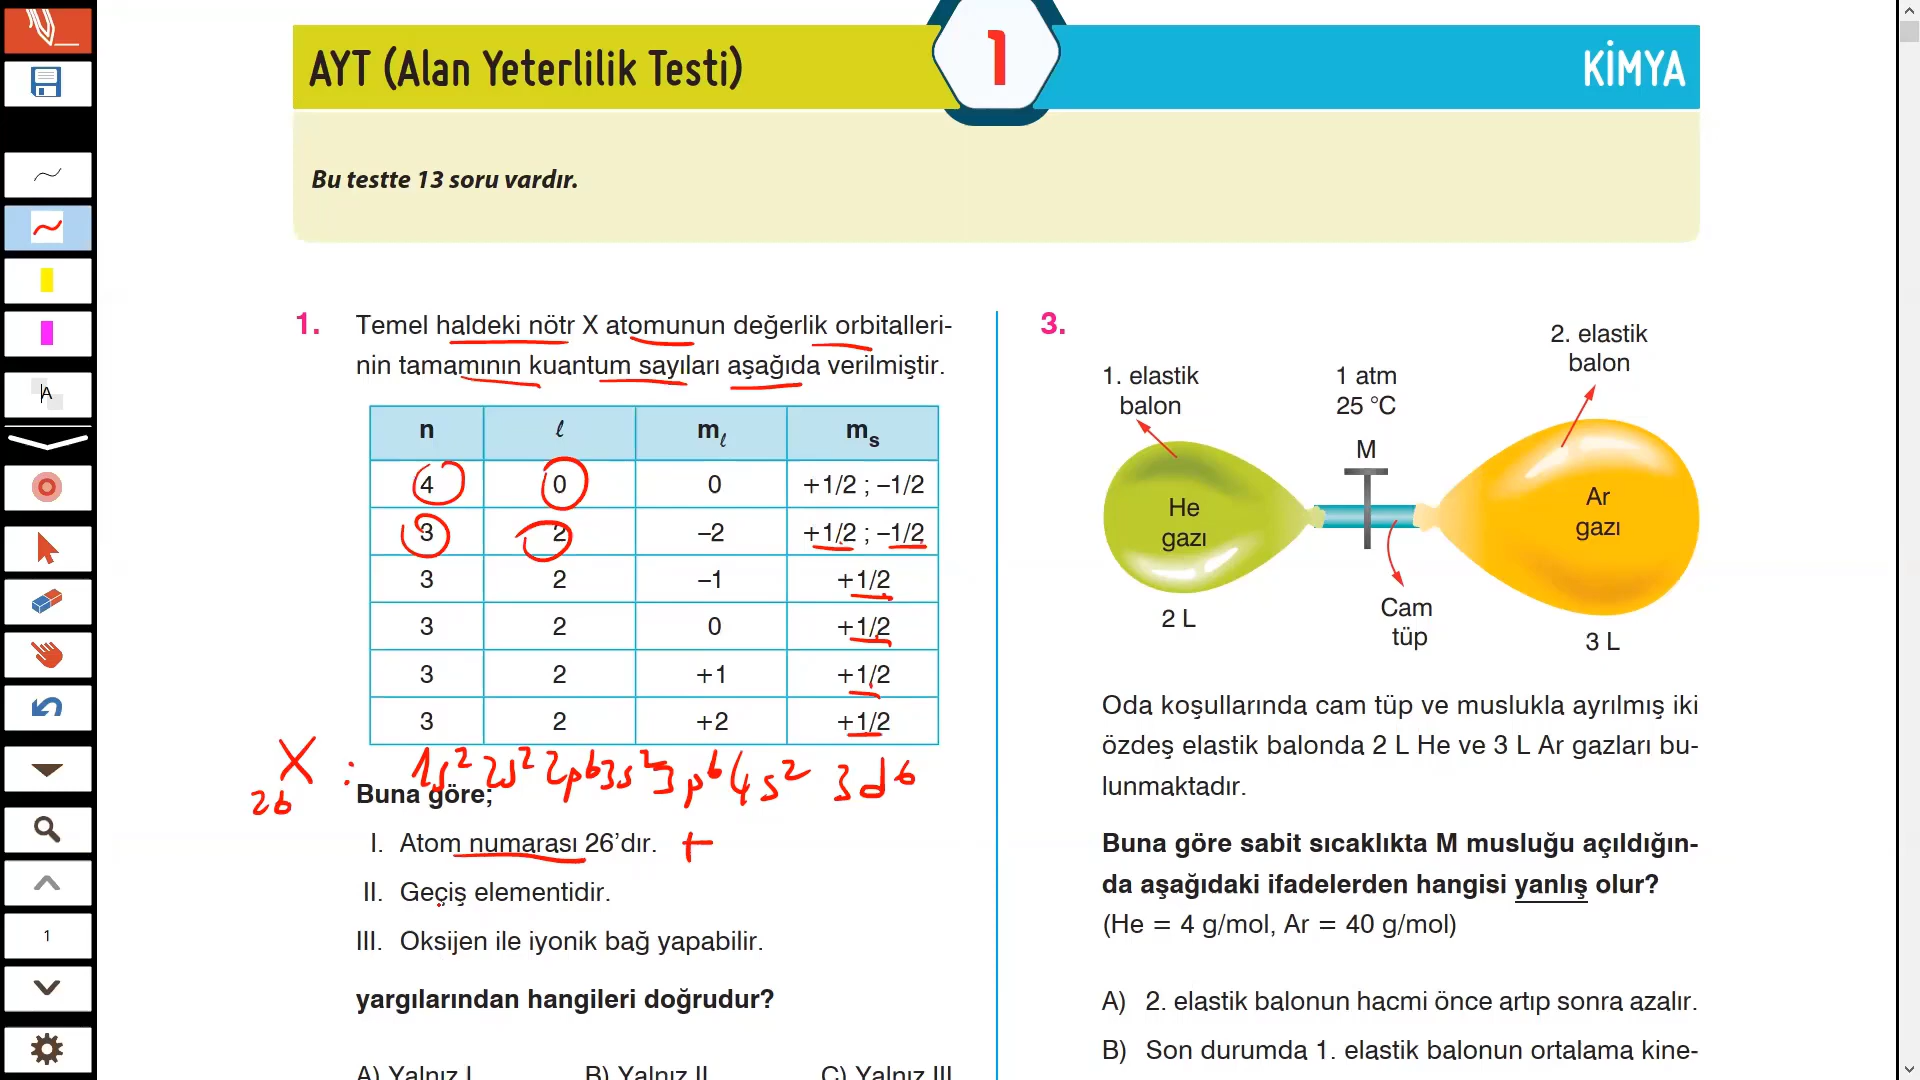 1
AYT (Alan Yeterlilik Testi)
KİMYA
Bu testte 13 soru vardır.
1. Temel haldeki nötr X atomunun değerlik orbitalleri-
nin tamamının kuantum sayıları aşağıda verilmiştir.
n ℓ mℓ ms
4 0 0 +1/2 ; –1/2
3 2 –2 +1/2 ; –1/2
3 2 –1 +1/2
3 2 0 +1/2
3 2 +1 +1/2
3 2 +2 +1/2
26X : 1s² 2s² 2p⁶ 3s² 3p⁶ 4s² 3d⁶
Buna göre;
I. Atom numarası 26’dır. +
II. Geçiş elementidir.
III. Oksijen ile iyonik bağ yapabilir.
yargılarından hangileri doğrudur?
A) Yalnız I B) Yalnız II C) Yalnız III
3.
1. elastik
balon
1 atm
25 °C
2. elastik
balon
M
He
gazı
Ar
gazı
2 L
Cam
tüp
3 L
Oda koşullarında cam tüp ve muslukla ayrılmış iki
özdeş elastik balonda 2 L He ve 3 L Ar gazları bu-
lunmaktadır.
Buna göre sabit sıcaklıkta M musluğu açıldığın-
da aşağıdaki ifadelerden hangisi yanlış olur?
(He = 4 g/mol, Ar = 40 g/mol)
A) 2. elastik balonun hacmi önce artıp sonra azalır.
B) Son durumda 1. elastik balonun ortalama kine-
A
1